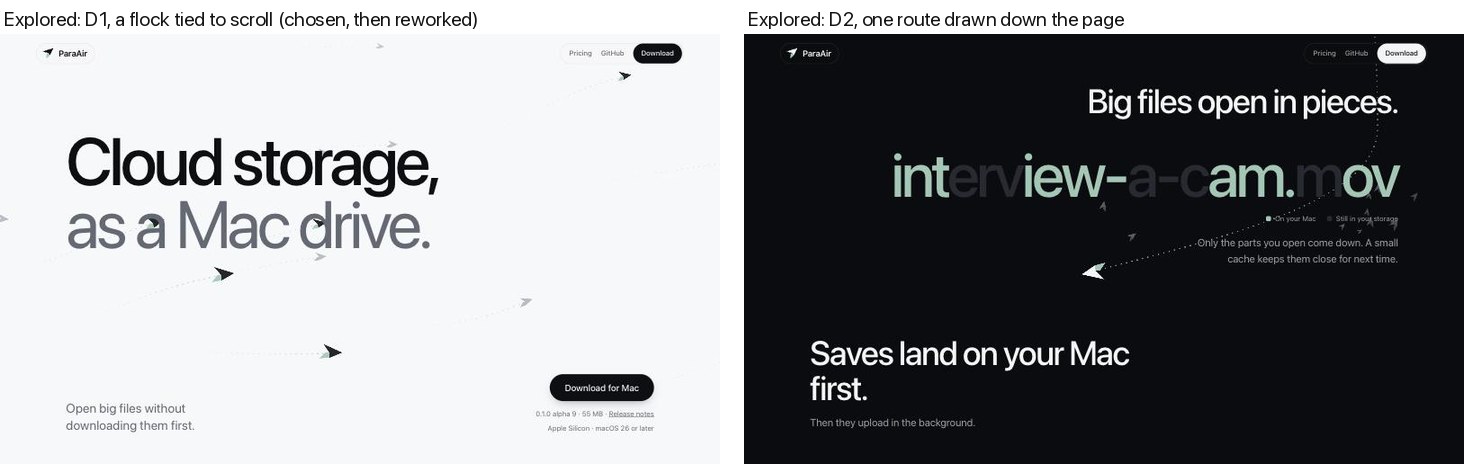 Explored: D1, a flock tied to scroll (chosen, then reworked)
ParaAir
Pricing GitHub Download
Cloud storage,
as a Mac drive.
Open big files without
downloading them first.
Download for Mac
0.1.0 alpha 9 · 55 MB · Release notes
Apple Silicon · macOS 26 or later
Explored: D2, one route drawn down the page
ParaAir
Pricing GitHub Download
Big files open in pieces.
interview-a-cam.mov
On your Mac Still in your storage
Only the parts you open come down. A small
cache keeps them close for next time.
Saves land on your Mac
first.
Then they upload in the background.